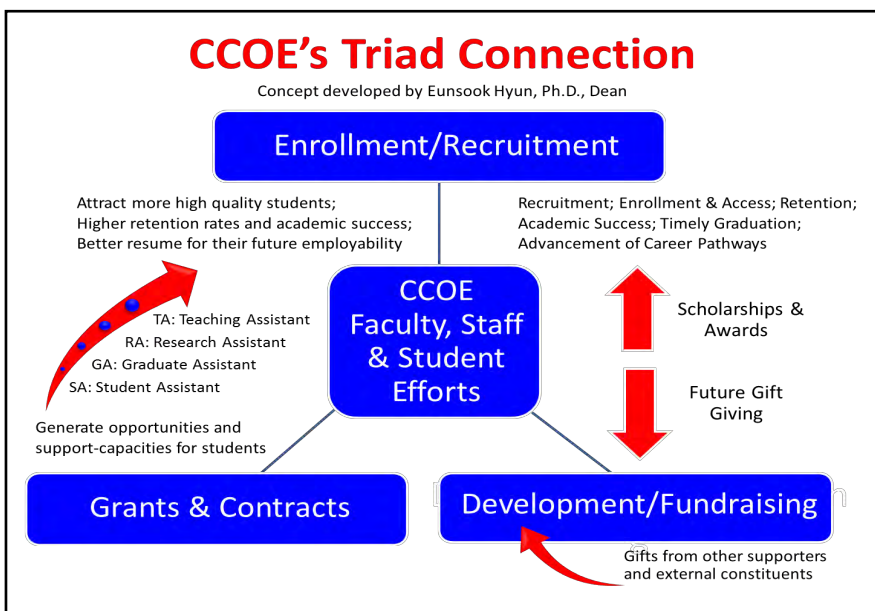 CCOE's Triad Connection
Concept developed by Eunsook Hyun, Ph.D., Dean
Enrollment/Recruitment
Attract more high quality students;
Higher retention rates and academic success;
Better resume for their future employability
Recruitment; Enrollment & Access; Retention;
Academic Success; Timely Graduation;
Advancement of Career Pathways
CCOE
Faculty, Staff
& Student
Efforts
TA: Teaching Assistant
RA: Research Assistant
GA: Graduate Assistant
SA: Student Assistant
Scholarships &
Awards
Future Gift
Giving
Generate opportunities and
support-capacities for students
Grants & Contracts
Development/Fundraising
Gifts from other supporters
and external constituents